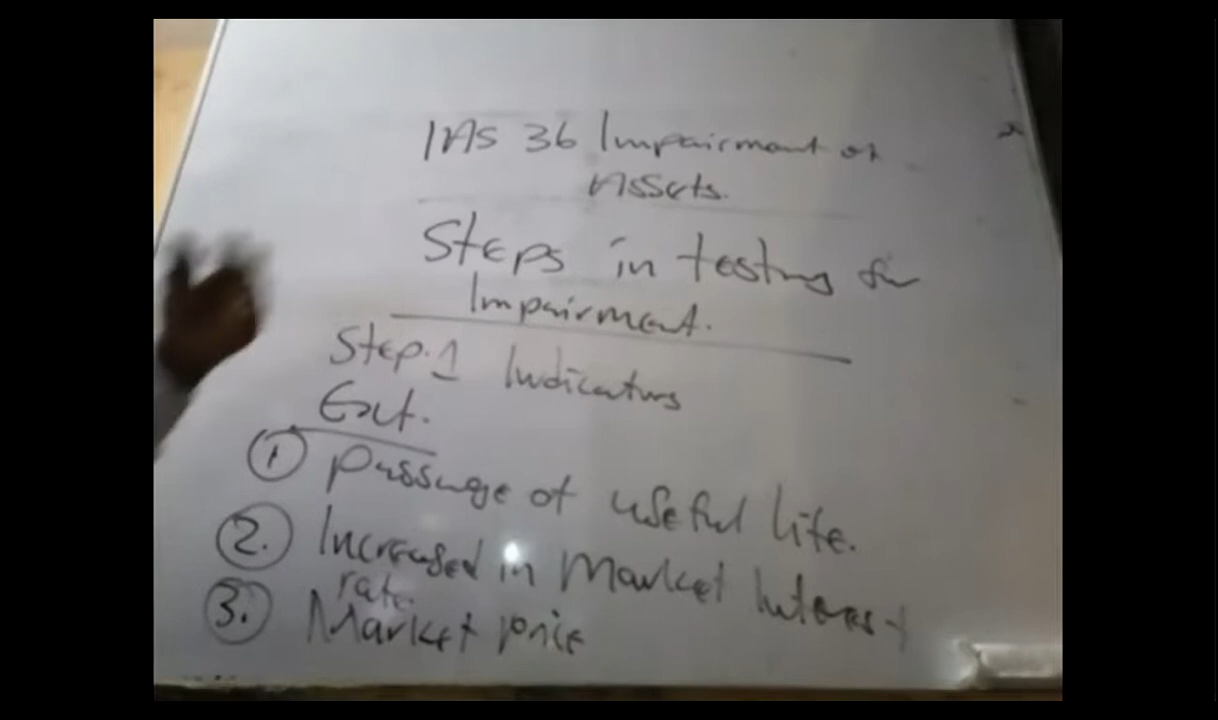 IAS 36 Impairment of
Assets.
Steps in testing for
Impairment.
Step.1 Indicators
Ext.
① passage of useful life.
②. Increased in Market Interest
rate.
③. Market price